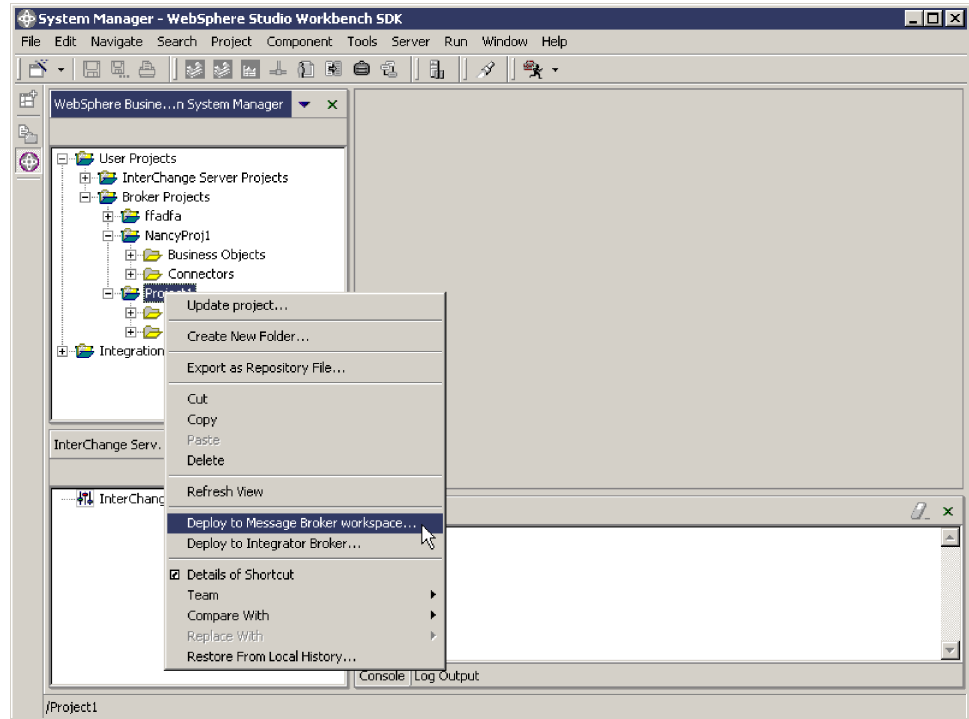 System Manager - WebSphere Studio Workbench SDK
File Edit Navigate Search Project Component Tools Server Run Window Help
WebSphere Busine...n System Manager
User Projects
InterChange Server Projects
Broker Projects
ffadfa
NancyProj1
Business Objects
Connectors
Project1
Update project...
Create New Folder...
Integration
Export as Repository File...
Cut
Copy
Paste
InterChange Serv.
Delete
Refresh View
InterChang
Deploy to Message Broker workspace...
Deploy to Integrator Broker...
Details of Shortcut
Team
Compare With
Replace With
Restore From Local History...
Console Log Output
/Project1